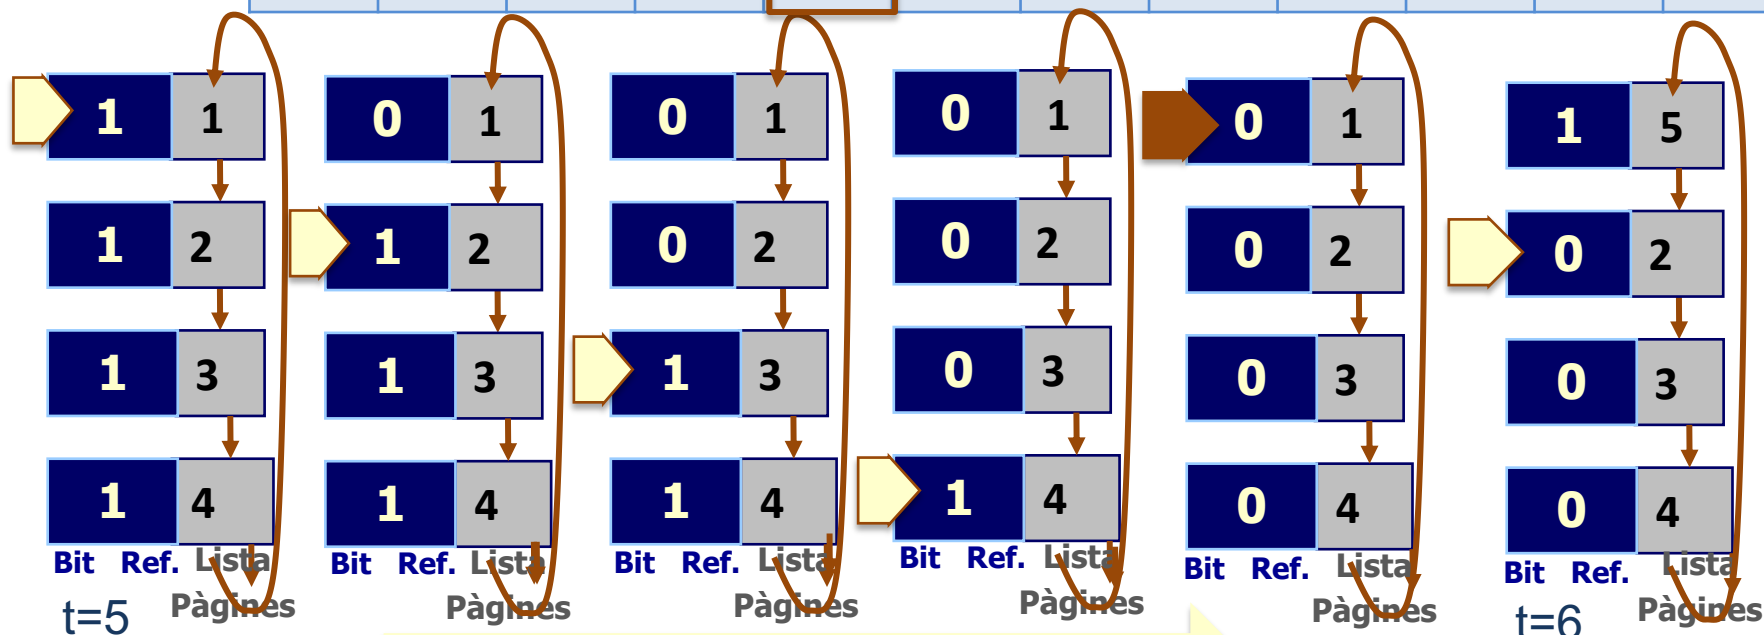 1 1
1 2
1 3
1 4
Bit Ref. Lista
Pàgines
t=5
0 1
1 2
1 3
1 4
Bit Ref. Lista
Pàgines
0 1
0 2
1 3
1 4
Bit Ref. Lista
Pàgines
0 1
0 2
0 3
1 4
Bit Ref. Lista
Pàgines
0 1
0 2
0 3
0 4
Bit Ref. Lista
Pàgines
1 5
0 2
0 3
0 4
Bit Ref. Lista
Pàgines
t=6